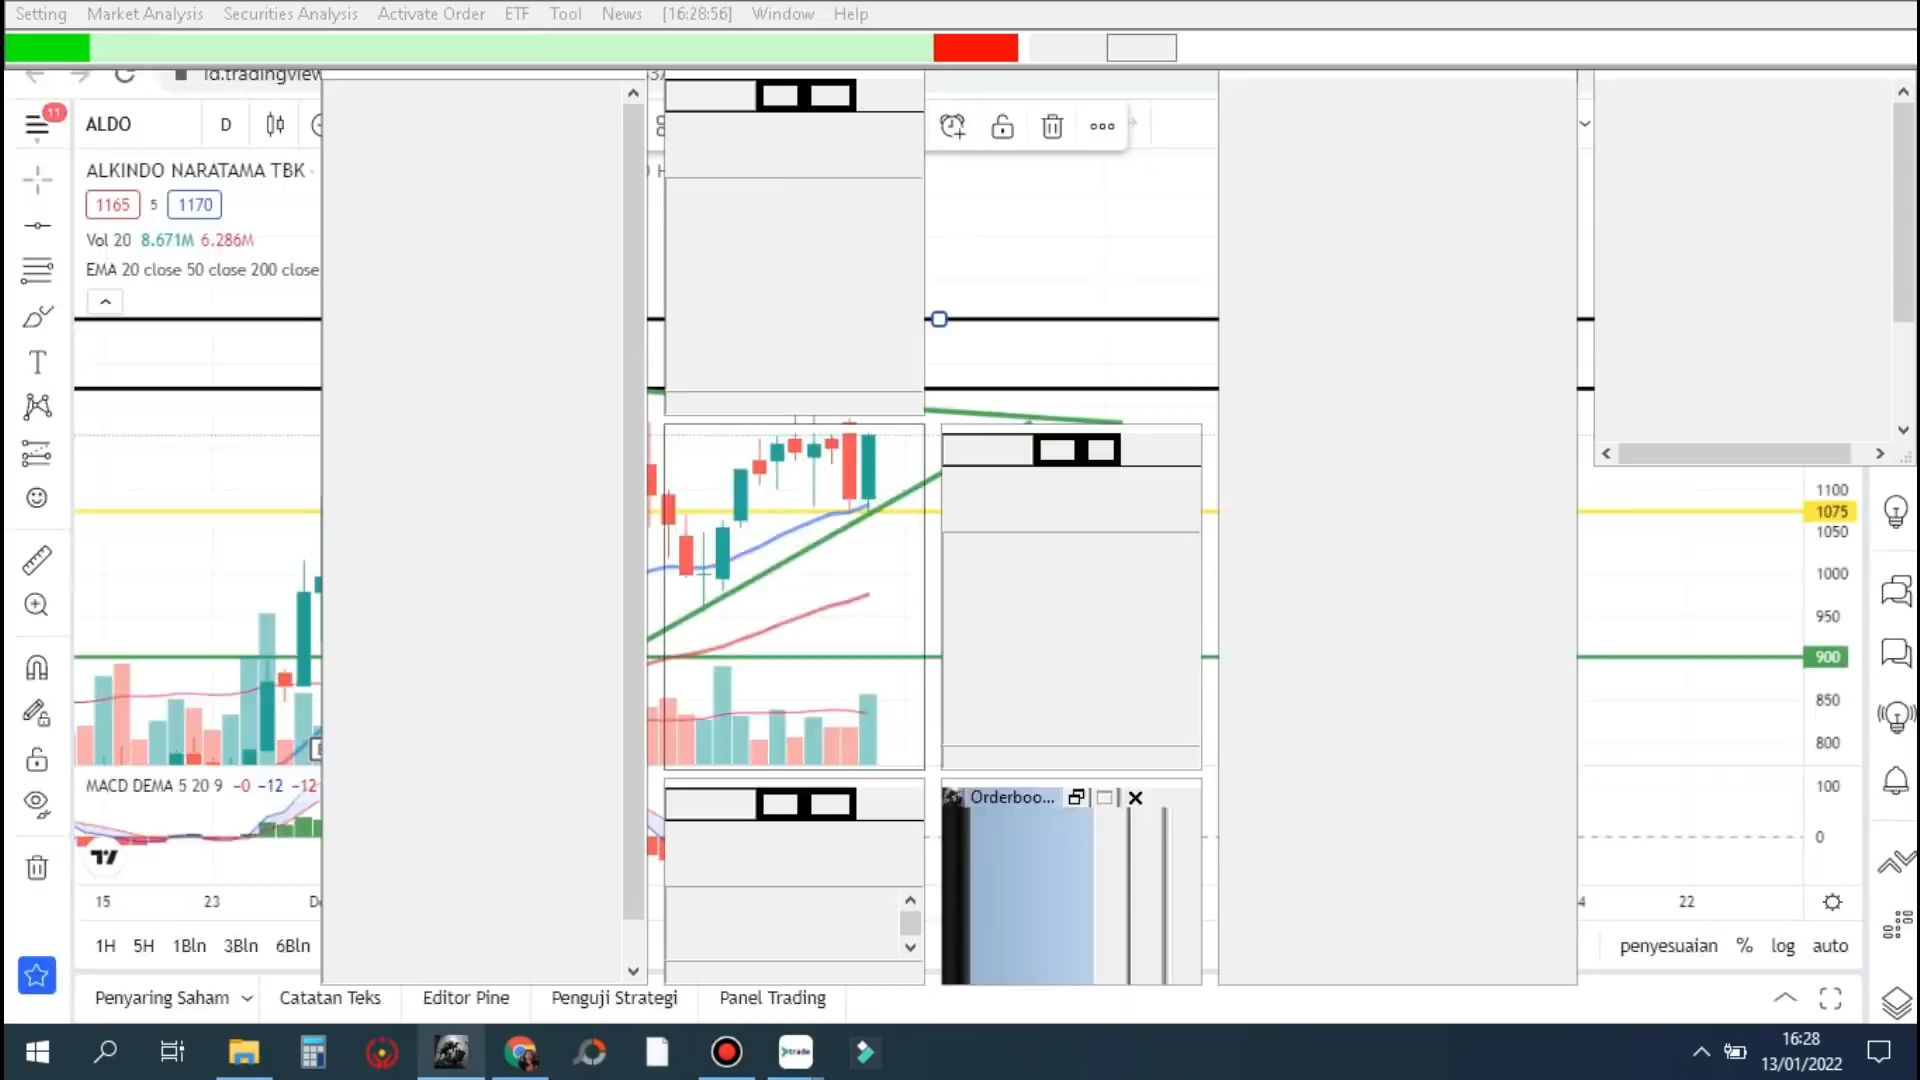 Setting Market Analysis Securities Analysis Activate Order ETF Tool News [16:28:56] Window Help
id.tradingview
11
ALDO D
ALKINDO NARATAMA TBK
1165 5 1170
Vol 20 8.671M 6.286M
EMA 20 close 50 close 200 close
1100
1075
1050
1000
950
900
850
800
MACD DEMA 5 20 9 −0 −12 −12
100
0
Orderboo...
15 23 22
1H 5H 1Bln 3Bln 6Bln
penyesuaian % log auto
Penyaring Saham Catatan Teks Editor Pine Penguji Strategi Panel Trading
trade
16:28
13/01/2022